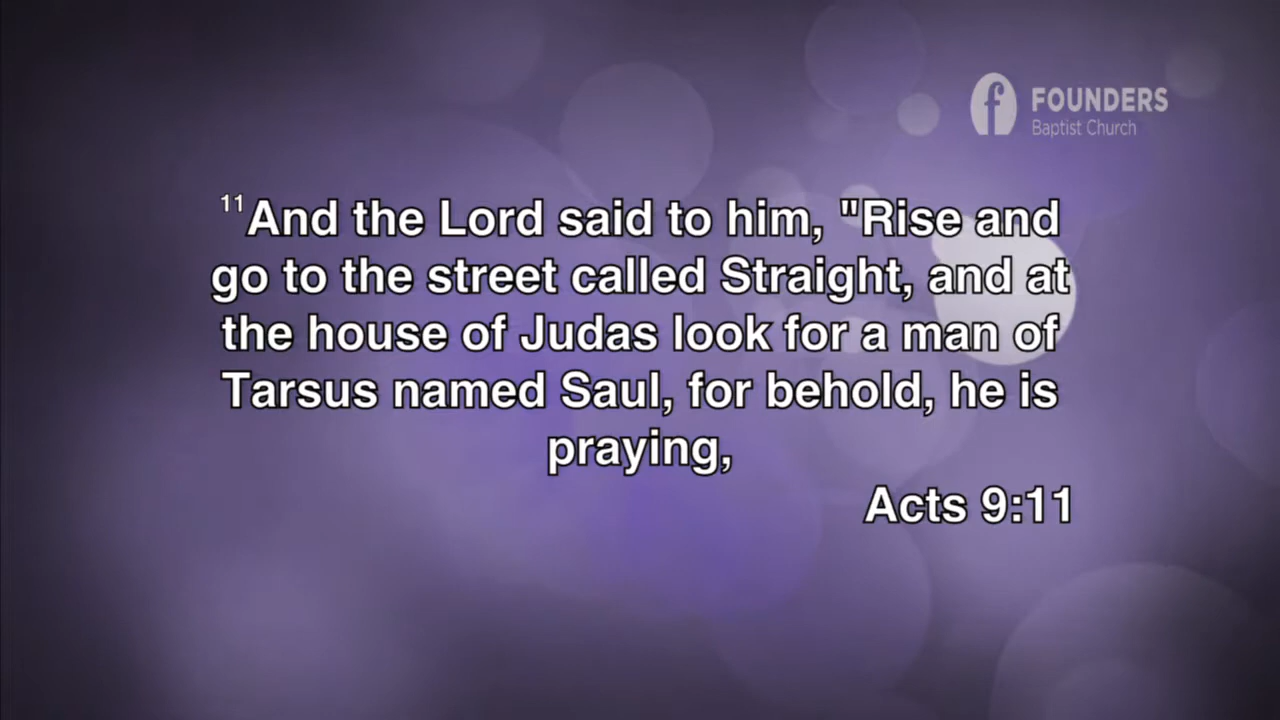 FOUNDERS
Baptist Church
11And the Lord said to him, "Rise and
go to the street called Straight, and at
the house of Judas look for a man of
Tarsus named Saul, for behold, he is
praying,
Acts 9:11